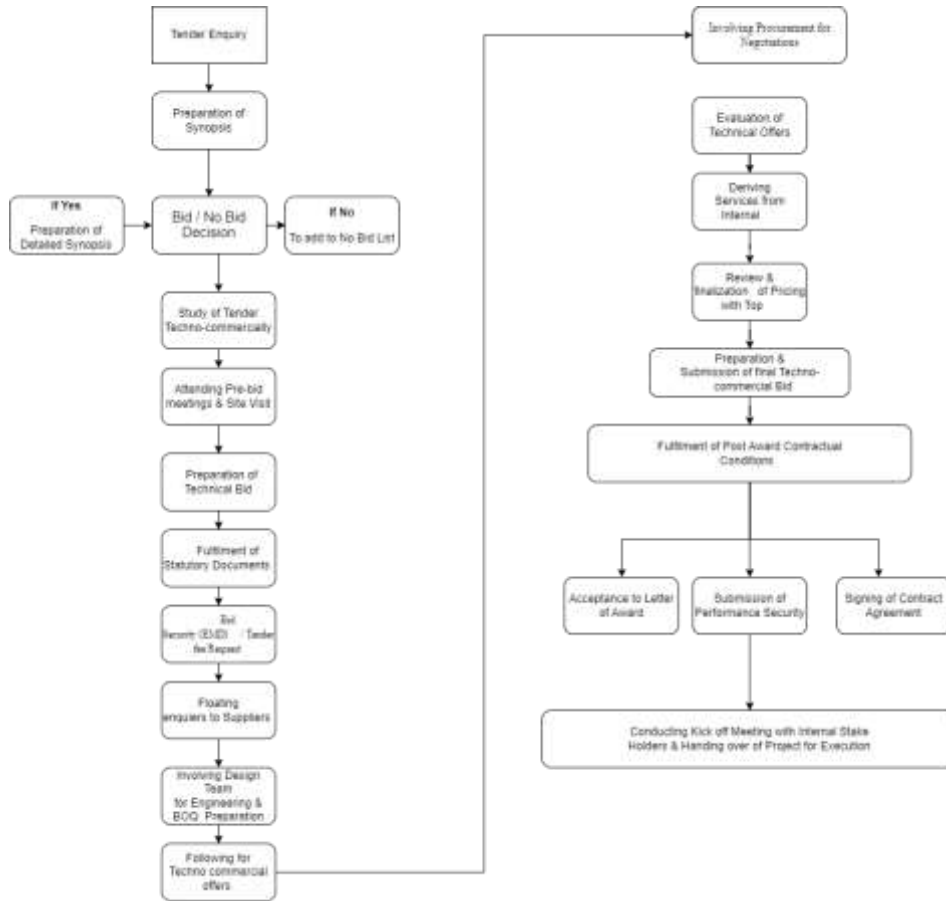 Tender Enquiry
Preparation of
Synopsis
If Yes
Preparation of
Detailed Synopsis
Bid / No Bid
Decision
If No
To add to No Bid List
Study of Tender
Techno-commercially
Attending Pre-bid
meetings & Site Visit
Preparation of
Technical Bid
Fulfilment of
Statutory Documents
Security (EMD) / Tender
fee Request
Floating
enquiers to Suppliers
Involving Design
Team
for Engineering &
BOQ Preparation
Following for
Techno commercial
offers
Involving Procurement for
Negotiations
Evaluation of
Technical Offers
Deriving
Services from
Internal
Review &
finalization of Pricing
with Top
Preparation &
Submission of final Techno-
commercial Bid
Fulfilment of Post Award Contractual
Conditions
Acceptance to Letter
of Award
Submission of
Performance Security
Signing of Contract
Agreement
Conducting Kick off Meeting with Internal Stake
Holders & Handing over of Project for Execution